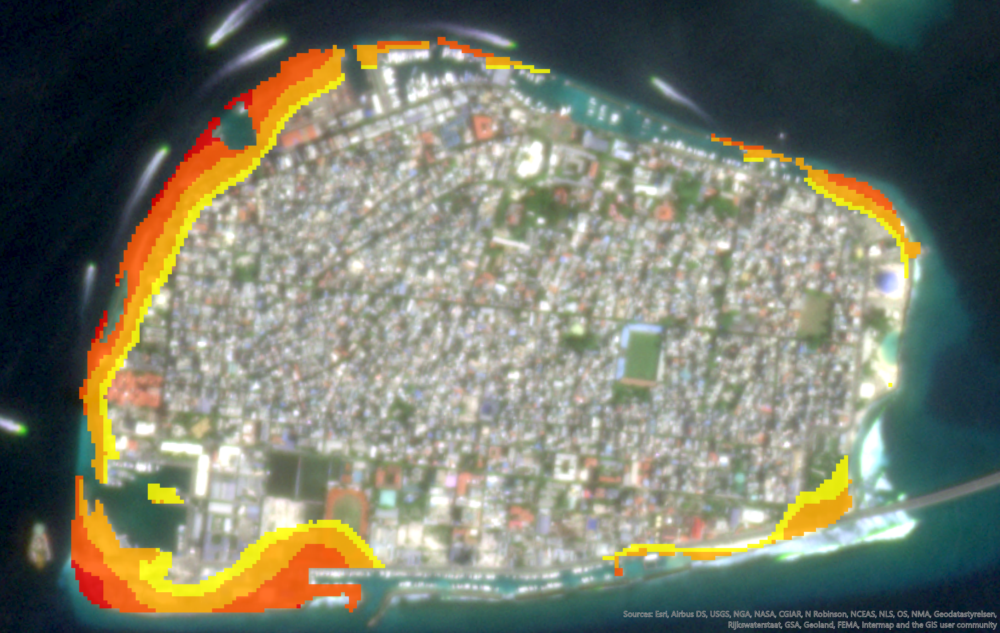 Sources: Esri, Airbus DS, USGS, NGA, NASA, CGIAR, N Robinson, NCEAS, NLS, OS, NMA, Geodatastyrelsen,
Rijkswaterstaat, GSA, Geoland, FEMA, Intermap and the GIS user community